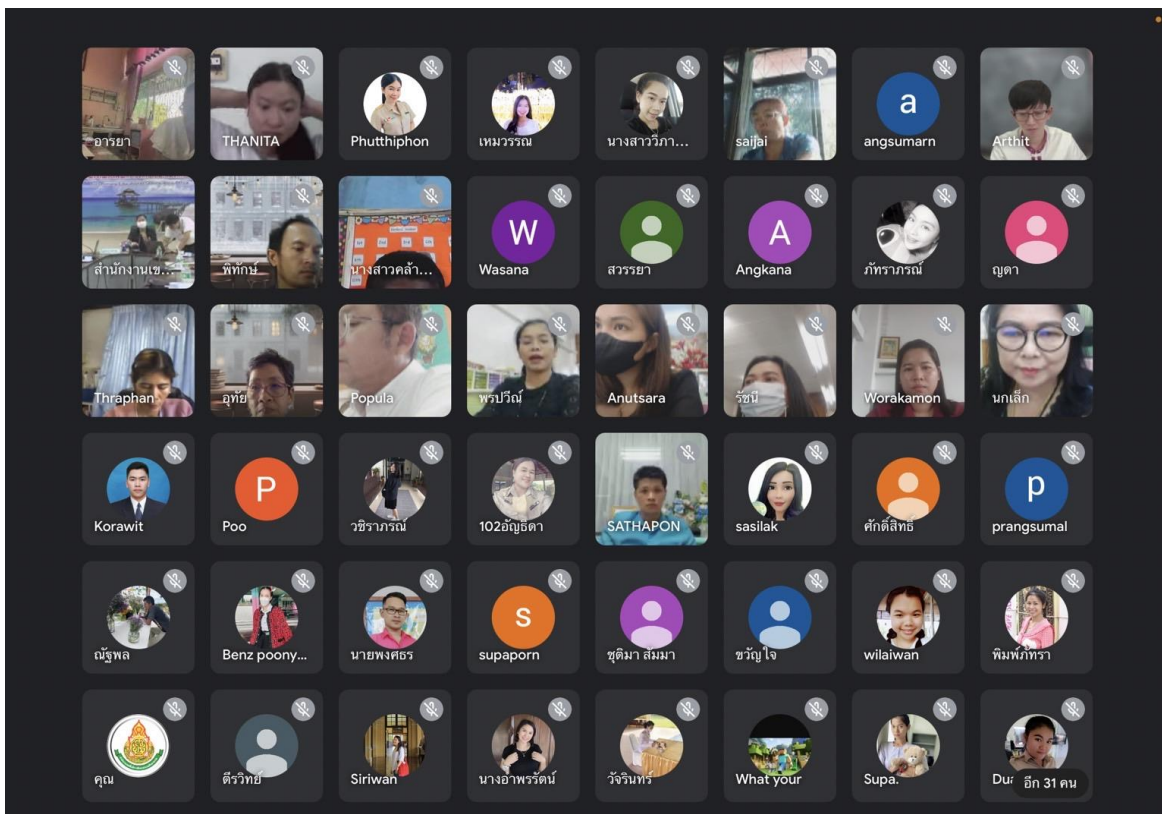 อารยา
THANITA
Phutthiphon
เหมวรรณ
นางสาววิภา...
saijai
a
angsumarn
Arthit
สำนักงานเข...
พิทักษ์
นางสาวคล้า...
W
Wasana
สวรรยา
A
Angkana
ภัทราภรณ์
ญดา
Thraphan
อุทัย
Popula
พรปวีณ์
Anutsara
รัชนี
Worakamon
นกเล็ก
Korawit
P
Poo
วชิราภรณ์
102อัญธิดา
SATHAPON
sasilak
ศักดิ์สิทธิ์
p
prangsumal
ณัฐพล
Benz poony...
นายพงศธร
s
supaporn
ชุติมา สัมมา
ขวัญใจ
wilaiwan
พิมพ์ภัทรา
คุณ
ตีรวิทย์
Siriwan
นางอาพรรัตน์
วัจรินทร์
What your
Supa.
Dua
อีก 31 คน